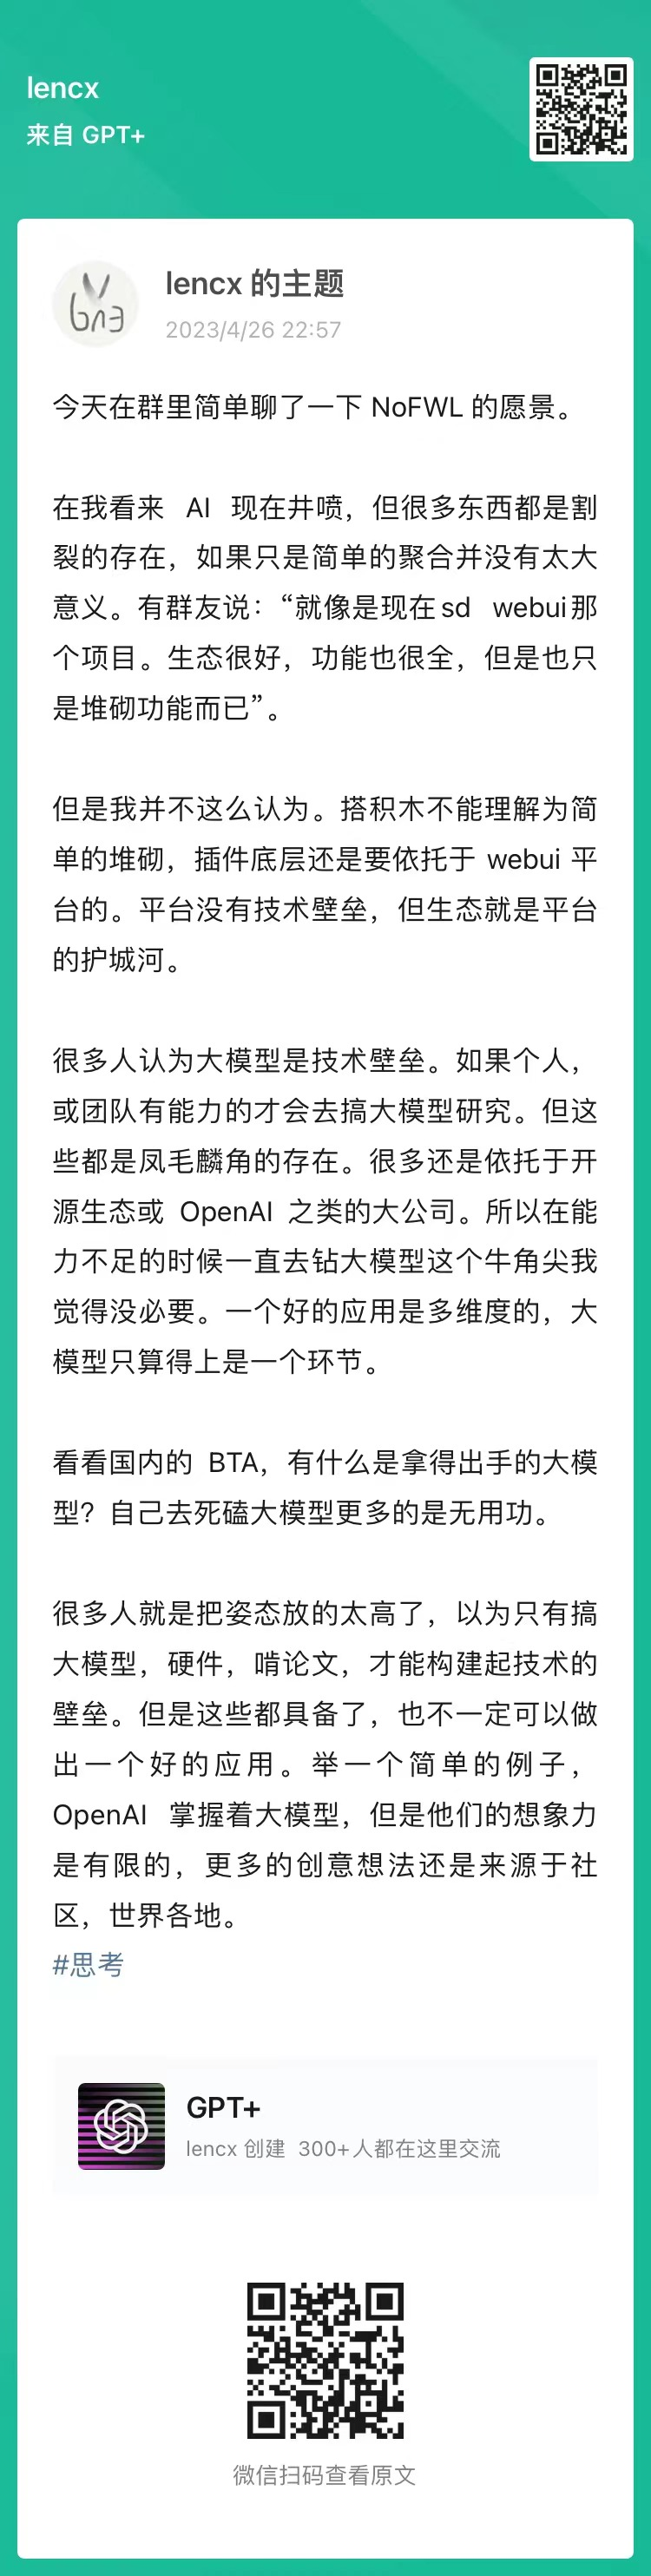 lencx
来自 GPT+
lencx 的主题
2023/4/26 22:57
今天在群里简单聊了一下 NoFWL 的愿景。
在我看来 AI 现在井喷，但很多东西都是割
裂的存在，如果只是简单的聚合并没有太大
意义。有群友说：“就像是现在sd webui那
个项目。生态很好，功能也很全，但是也只
是堆砌功能而已”。
但是我并不这么认为。搭积木不能理解为简
单的堆砌，插件底层还是要依托于 webui 平
台的。平台没有技术壁垒，但生态就是平台
的护城河。
很多人认为大模型是技术壁垒。如果个人，
或团队有能力的才会去搞大模型研究。但这
些都是凤毛麟角的存在。很多还是依托于开
源生态或 OpenAI 之类的大公司。所以在能
力不足的时候一直去钻大模型这个牛角尖我
觉得没必要。一个好的应用是多维度的，大
模型只算得上是一个环节。
看看国内的 BTA，有什么是拿得出手的大模
型？自己去死磕大模型更多的是无用功。
很多人就是把姿态放的太高了，以为只有搞
大模型，硬件，啃论文，才能构建起技术的
壁垒。但是这些都具备了，也不一定可以做
出一个好的应用。举一个简单的例子，
OpenAI 掌握着大模型，但是他们的想象力
是有限的，更多的创意想法还是来源于社
区，世界各地。
#思考
GPT+
lencx 创建 300+人都在这里交流
微信扫码查看原文